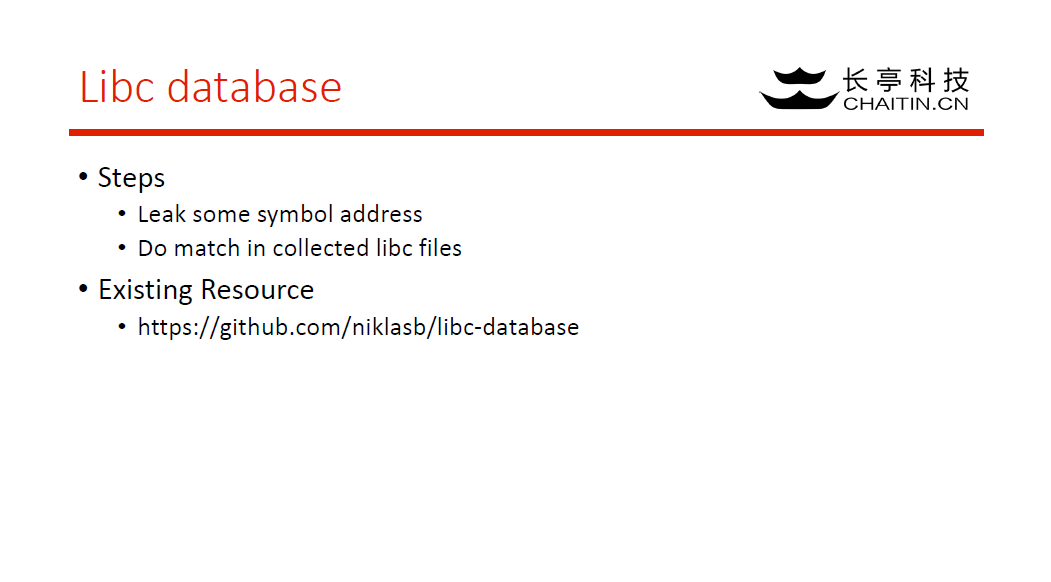 Libc database
长亭科技
CHAITIN.CN
• Steps
• Leak some symbol address
• Do match in collected libc files
• Existing Resource
• https://github.com/niklasb/libc-database